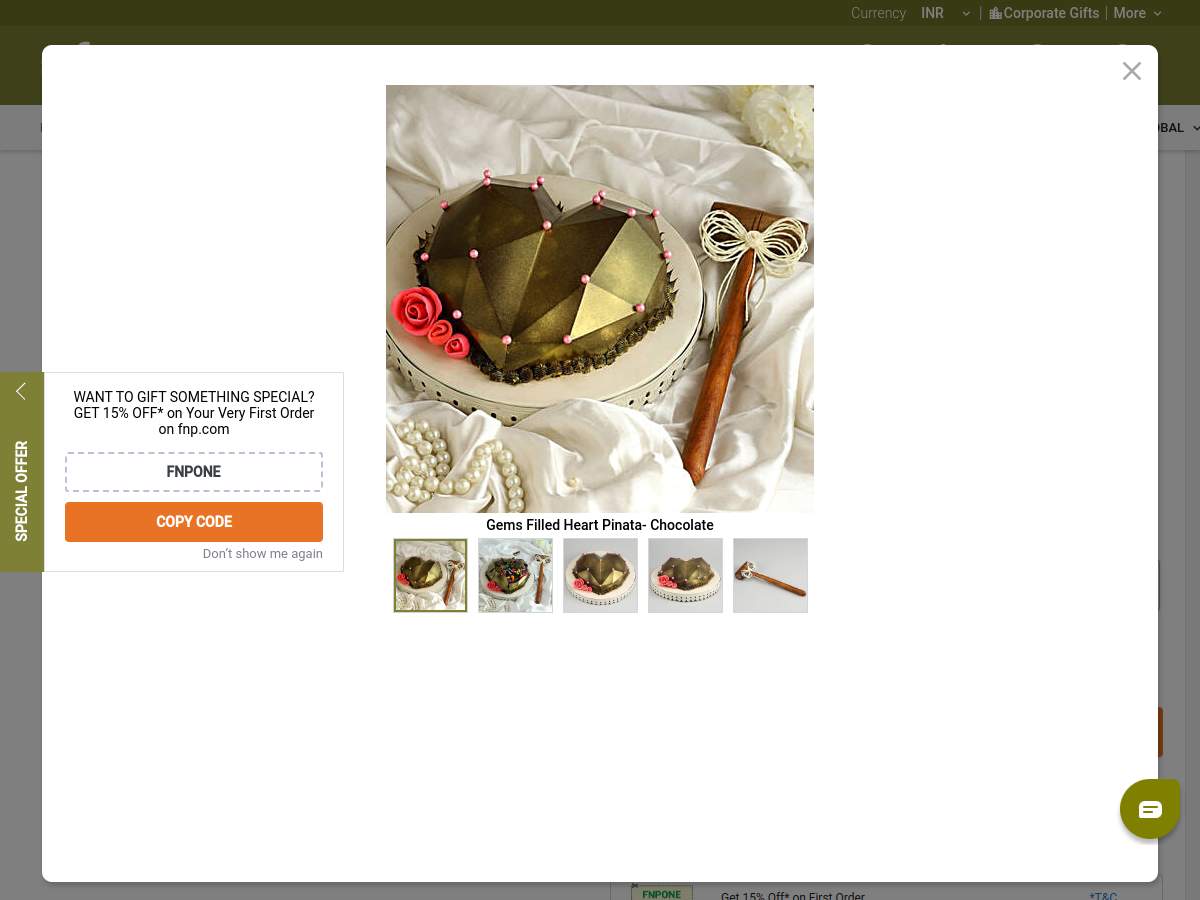 Currency INR | Corporate Gifts | More
OBAL
WANT TO GIFT SOMETHING SPECIAL?
GET 15% OFF* on Your Very First Order
on fnp.com
FNPONE
COPY CODE
Don't show me again
SPECIAL OFFER
Gems Filled Heart Pinata- Chocolate
FNPONE
Get 15% Off* on First Order
*T&C